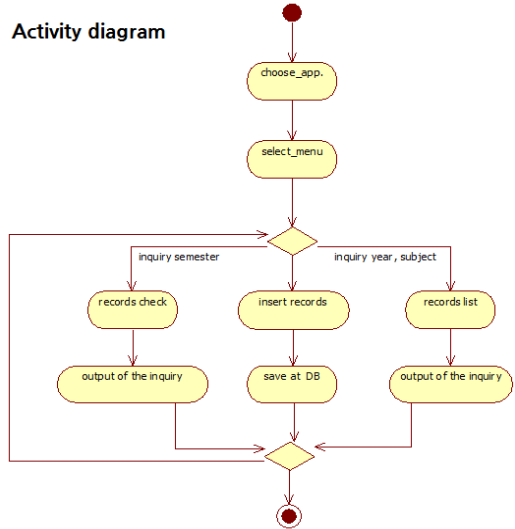 Activity diagram
choose_app.
select_menu
inquiry semester
inquiry year, subject
records check
insert records
records list
output of the inquiry
save at DB
output of the inquiry